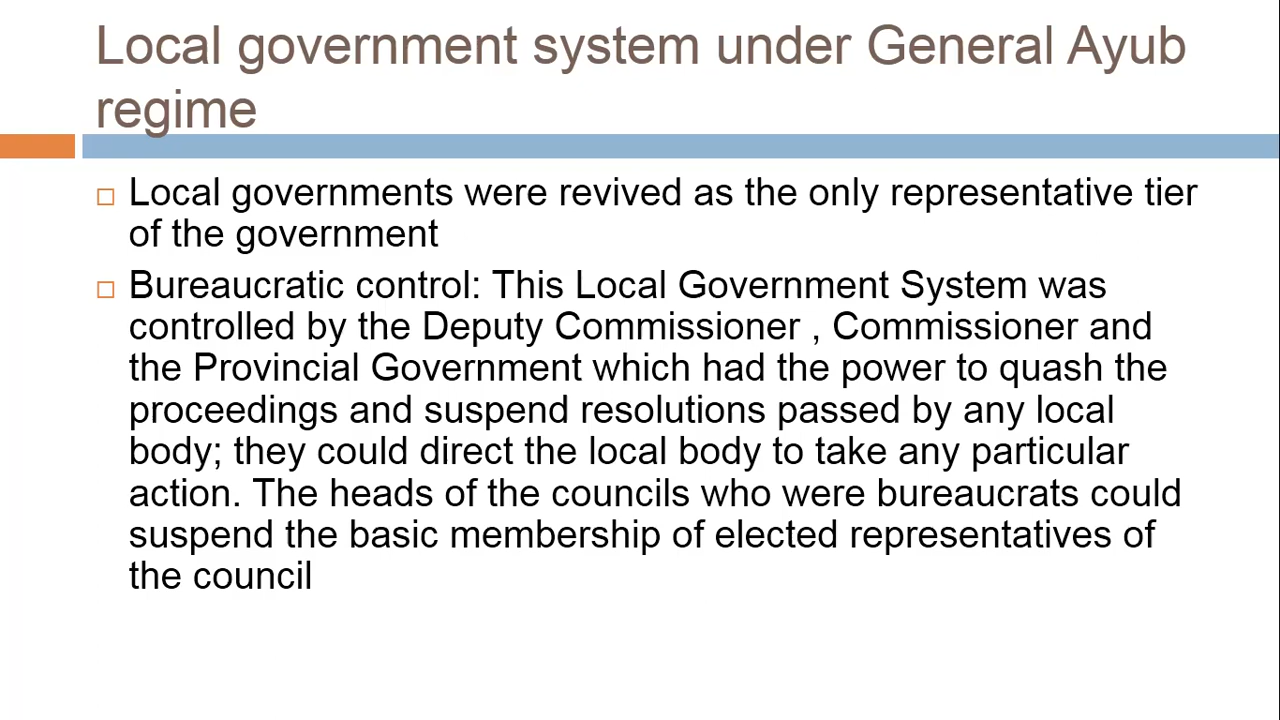 Local government system under General Ayub
regime
Local governments were revived as the only representative tier
of the government
Bureaucratic control: This Local Government System was
controlled by the Deputy Commissioner , Commissioner and
the Provincial Government which had the power to quash the
proceedings and suspend resolutions passed by any local
body; they could direct the local body to take any particular
action. The heads of the councils who were bureaucrats could
suspend the basic membership of elected representatives of
the council